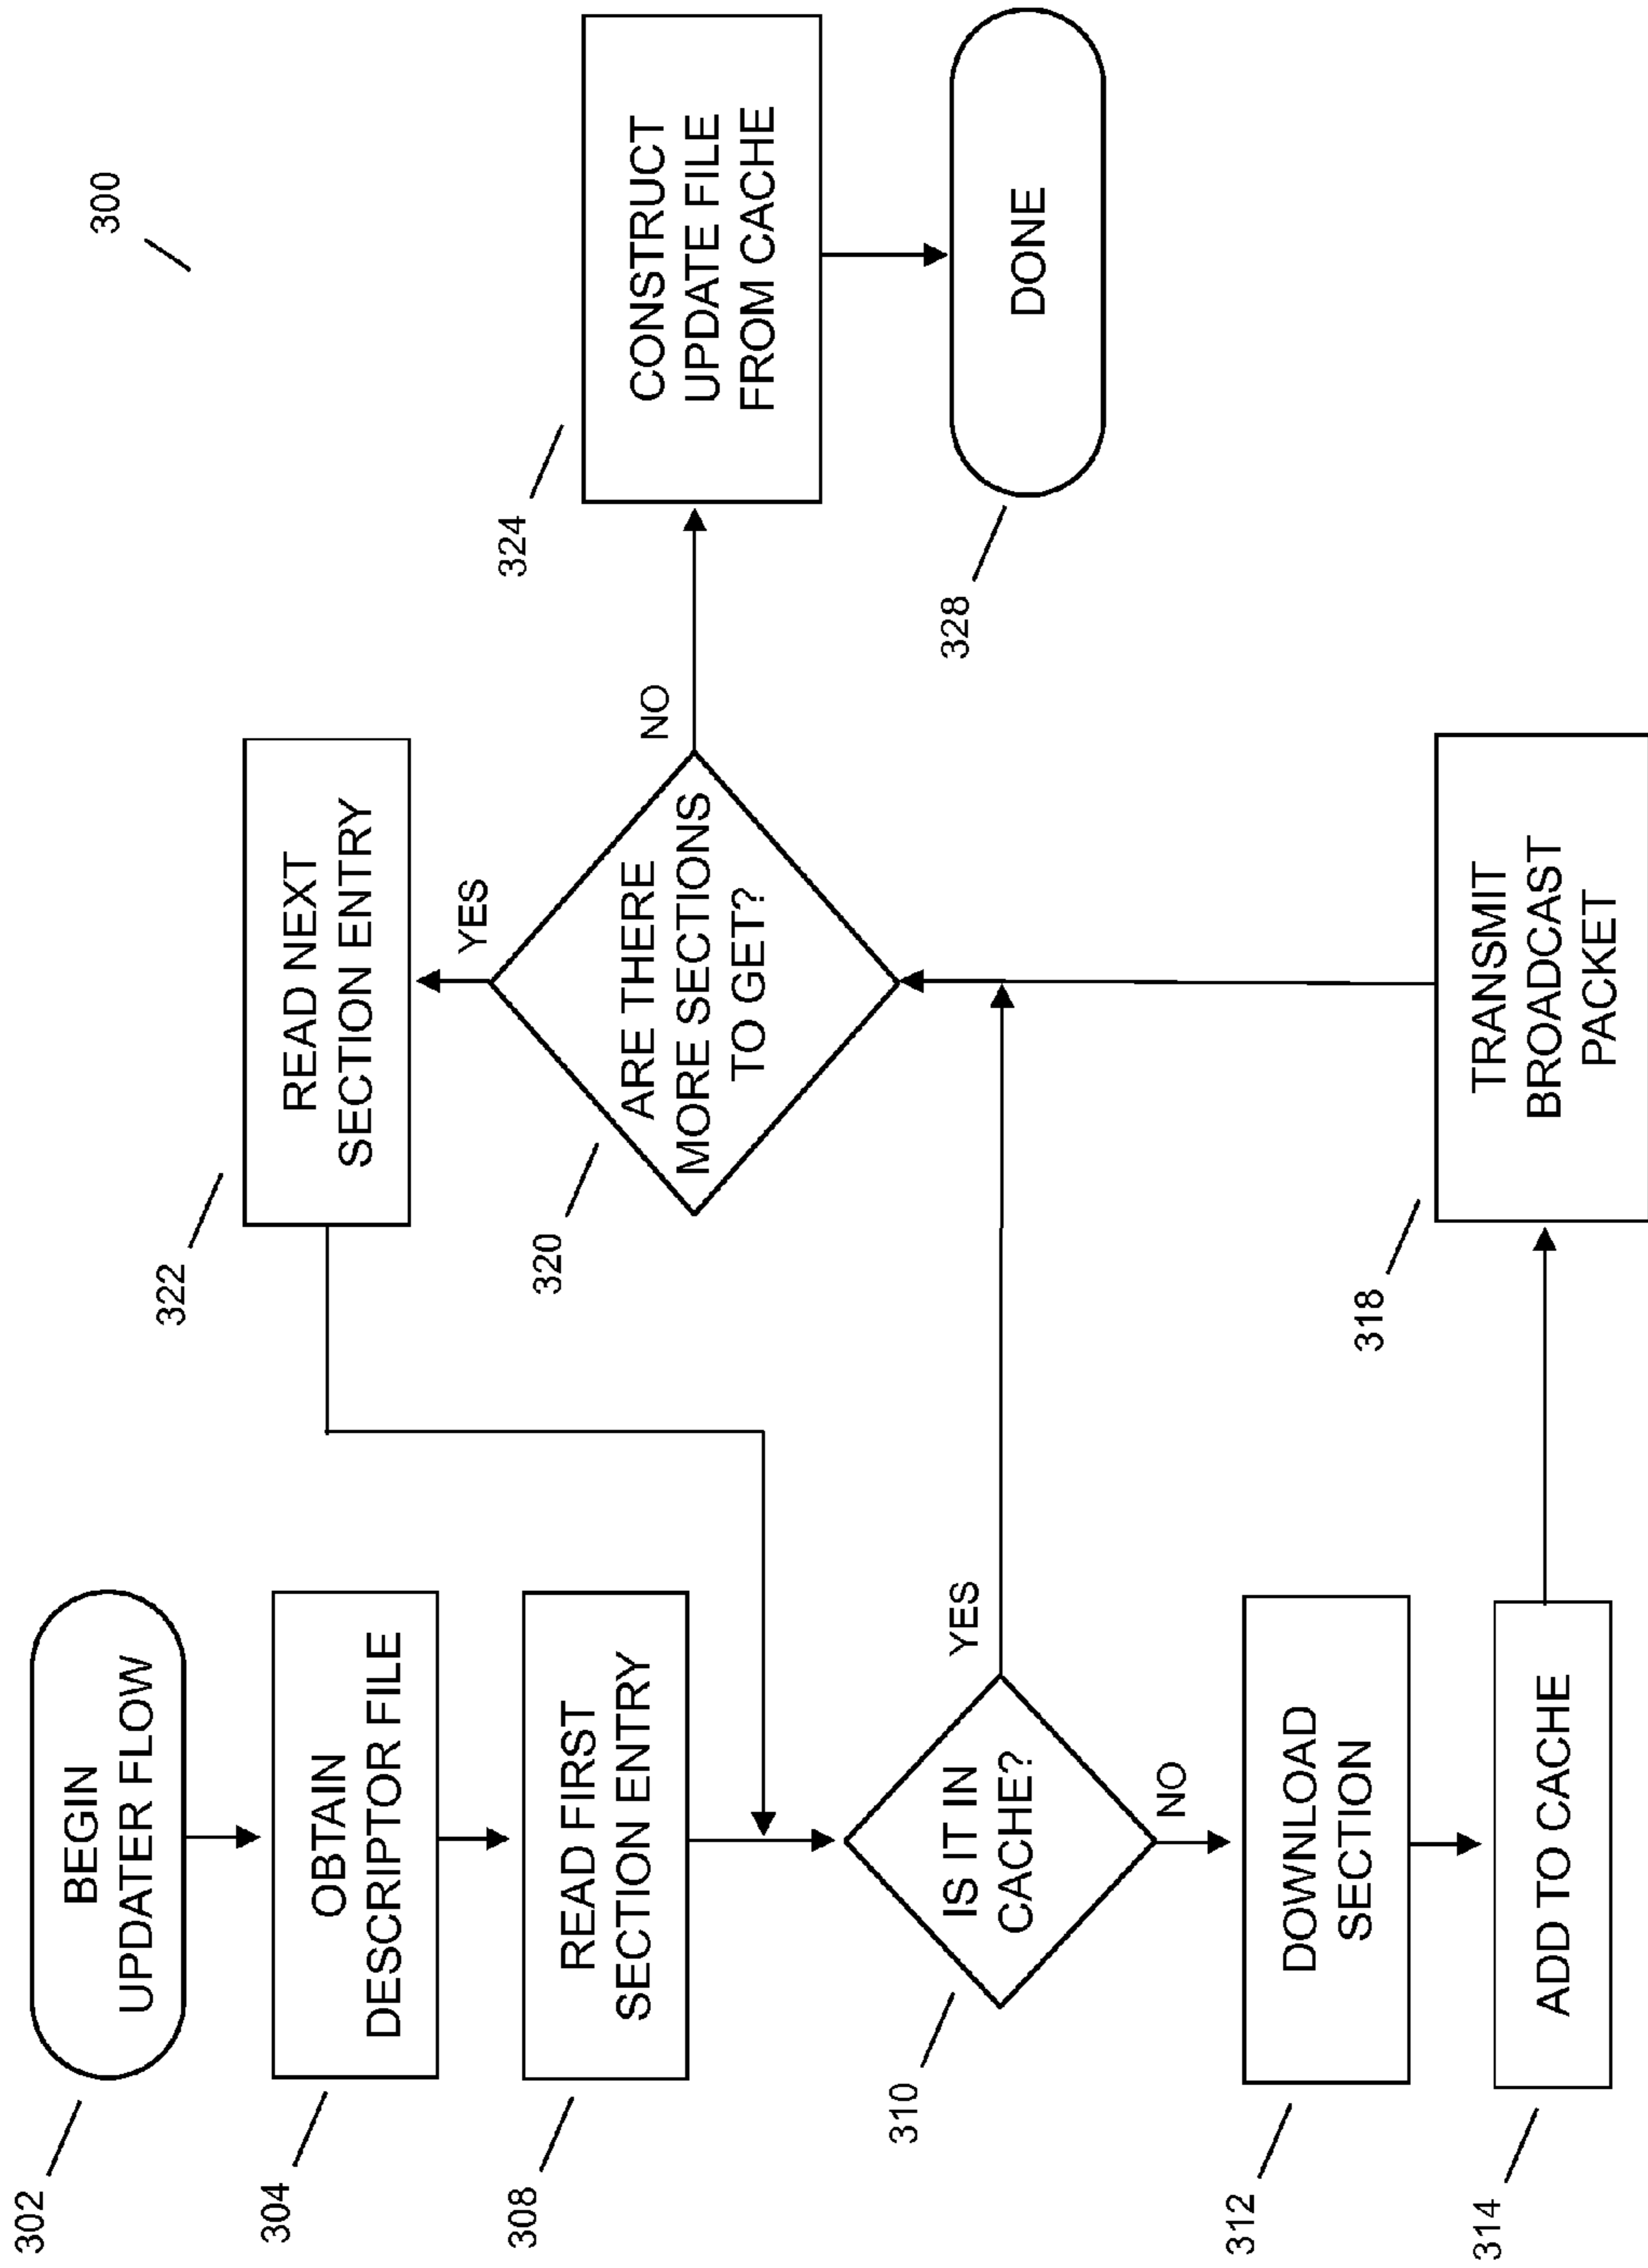 300
302
BEGIN
UPDATER FLOW
304
OBTAIN
DESCRIPTOR FILE
308
READ FIRST
SECTION ENTRY
310
IS IT IN
CACHE?
YES
NO
312
DOWNLOAD
SECTION
314
ADD TO CACHE
318
TRANSMIT
BROADCAST
PACKET
320
ARE THERE
MORE SECTIONS
TO GET?
YES
NO
322
READ NEXT
SECTION ENTRY
324
CONSTRUCT
UPDATE FILE
FROM CACHE
328
DONE